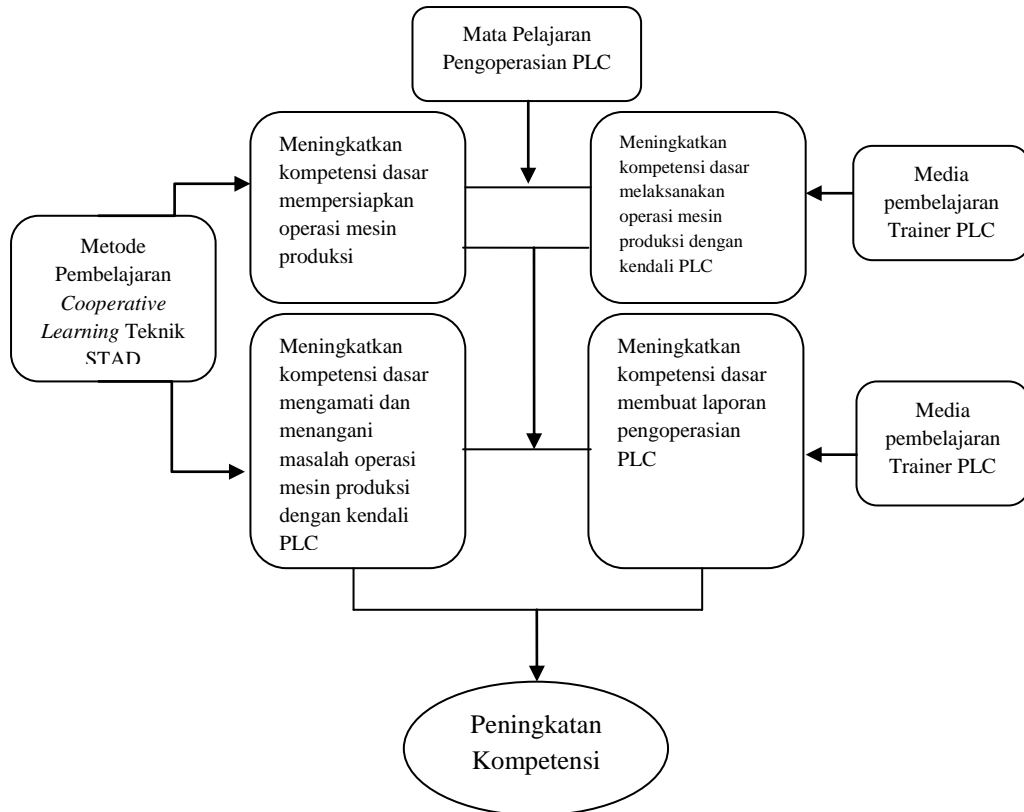 Mata Pelajaran
Pengoperasian PLC
Meningkatkan
kompetensi dasar
mempersiapkan
operasi mesin
produksi
Meningkatkan
kompetensi dasar
melaksanakan
operasi mesin
produksi dengan
kendali PLC
Media
pembelajaran
Trainer PLC
Metode
Pembelajaran
Cooperative
Learning Teknik
STAD
Meningkatkan
kompetensi dasar
mengamati dan
menangani
masalah operasi
mesin produksi
dengan kendali
PLC
Meningkatkan
kompetensi dasar
membuat laporan
pengoperasian
PLC
Media
pembelajaran
Trainer PLC
Peningkatan
Kompetensi